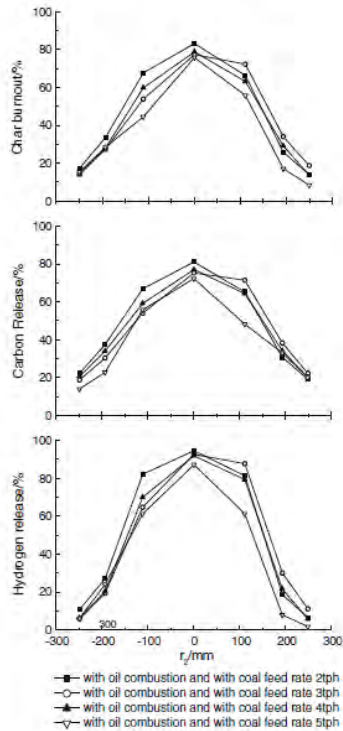 100
80
60
40
20
0
Char burnout/%
100
80
60
40
20
0
Carbon Release/%
100
80
60
40
20
0
Hydrogen release/%
-300 -200 -100 0 100 200 300
300
r₂/mm
with oil combustion and with coal feed rate 2tph
with oil combustion and with coal feed rate 3tph
with oil combustion and with coal feed rate 4tph
with oil combustion and with coal feed rate 5tph